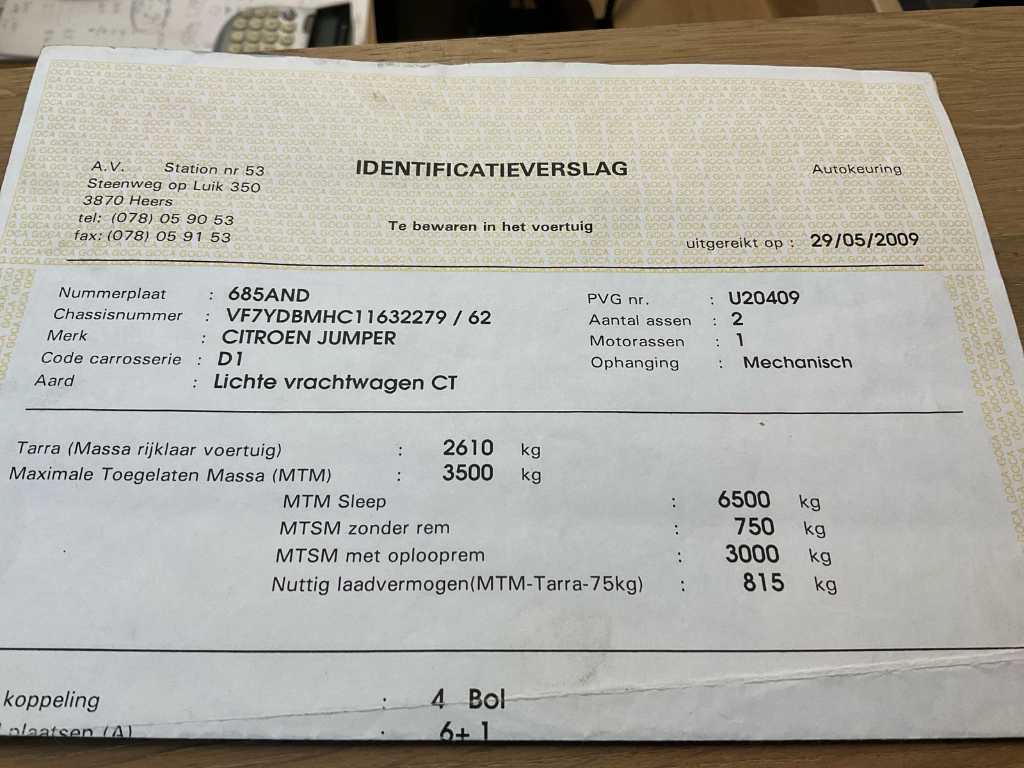 A.V. Station nr 53
Steenweg op Luik 350
3870 Heers
tel: (078) 05 90 53
fax: (078) 05 91 53
IDENTIFICATIEVERSLAG
Te bewaren in het voertuig
Autokeuring
uitgereikt op : 29/05/2009
Nummerplaat : 685AND
Chassisnummer : VF7YDBMHC11632279 / 62
Merk : CITROEN JUMPER
Code carrosserie : D1
Aard : Lichte vrachtwagen CT
PVG nr. : U20409
Aantal assen : 2
Motorassen : 1
Ophanging : Mechanisch
Tarra (Massa rijklaar voertuig) : 2610 kg
Maximale Toegelaten Massa (MTM) : 3500 kg
MTM Sleep : 6500 kg
MTSM zonder rem : 750 kg
MTSM met oplooprem : 3000 kg
Nuttig laadvermogen(MTM-Tarra-75kg) : 815 kg
koppeling : 4 Bol
plaatsen (A) : 6+1